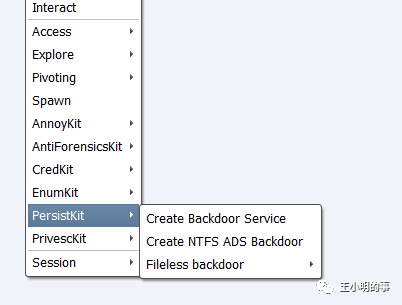 Interact
Access
Explore
Pivoting
Spawn
AnnoyKit
AntiForensicsKit
CredKit
EnumKit
PersistKit
PrivescKit
Session
Create Backdoor Service
Create NTFS ADS Backdoor
Fileless backdoor
王小明的事